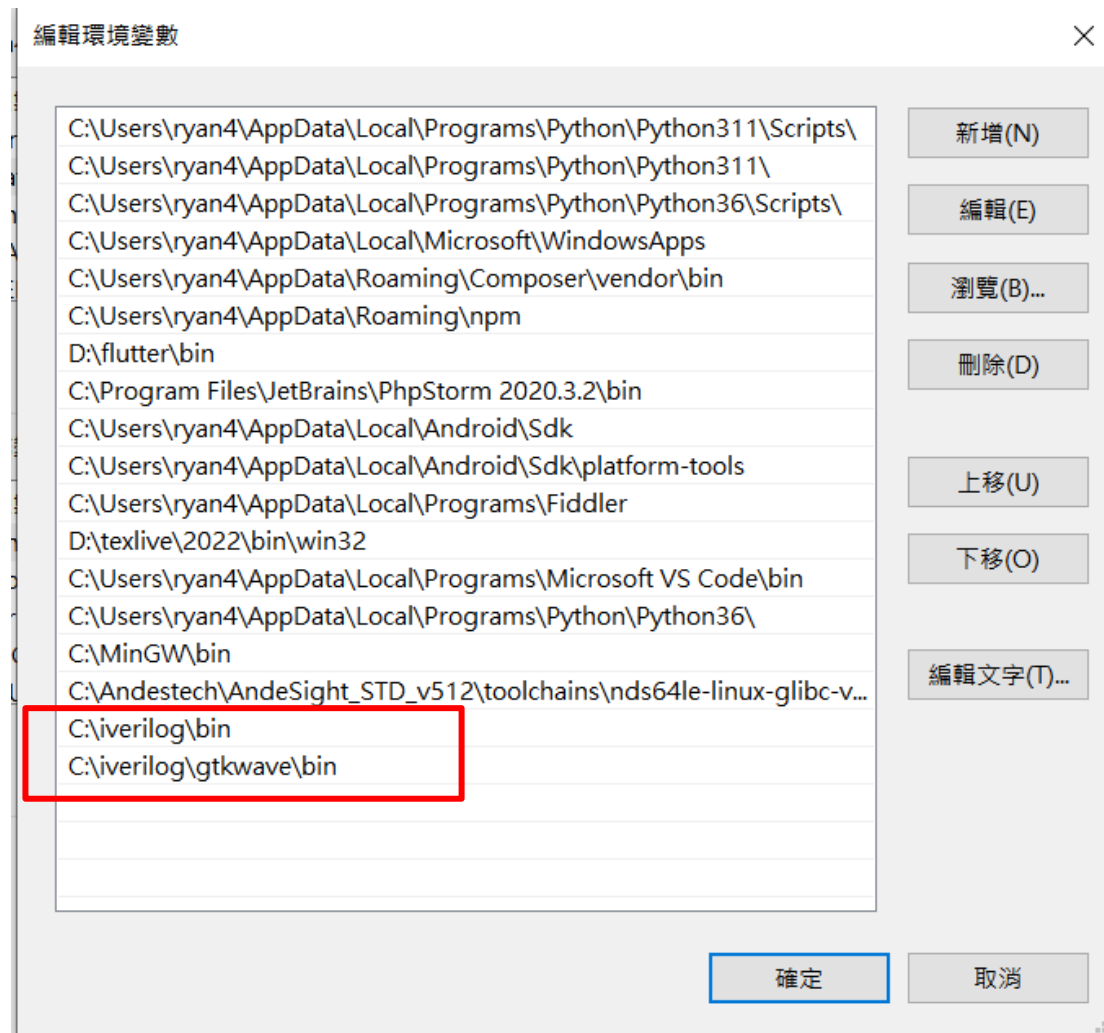 編輯環境變數
C:\Users\ryan4\AppData\Local\Programs\Python\Python311\Scripts\
C:\Users\ryan4\AppData\Local\Programs\Python\Python311\
C:\Users\ryan4\AppData\Local\Programs\Python\Python36\Scripts\
C:\Users\ryan4\AppData\Local\Microsoft\WindowsApps
C:\Users\ryan4\AppData\Roaming\Composer\vendor\bin
C:\Users\ryan4\AppData\Roaming\npm
D:\flutter\bin
C:\Program Files\JetBrains\PhpStorm 2020.3.2\bin
C:\Users\ryan4\AppData\Local\Android\Sdk
C:\Users\ryan4\AppData\Local\Android\Sdk\platform-tools
C:\Users\ryan4\AppData\Local\Programs\Fiddler
D:\texlive\2022\bin\win32
C:\Users\ryan4\AppData\Local\Programs\Microsoft VS Code\bin
C:\Users\ryan4\AppData\Local\Programs\Python\Python36\
C:\MinGW\bin
C:\Andestech\AndeSight_STD_v512\toolchains\nds64le-linux-glibc-v...
C:\iverilog\bin
C:\iverilog\gtkwave\bin
新增(N)
編輯(E)
瀏覽(B)...
刪除(D)
上移(U)
下移(O)
編輯文字(T)...
確定
取消